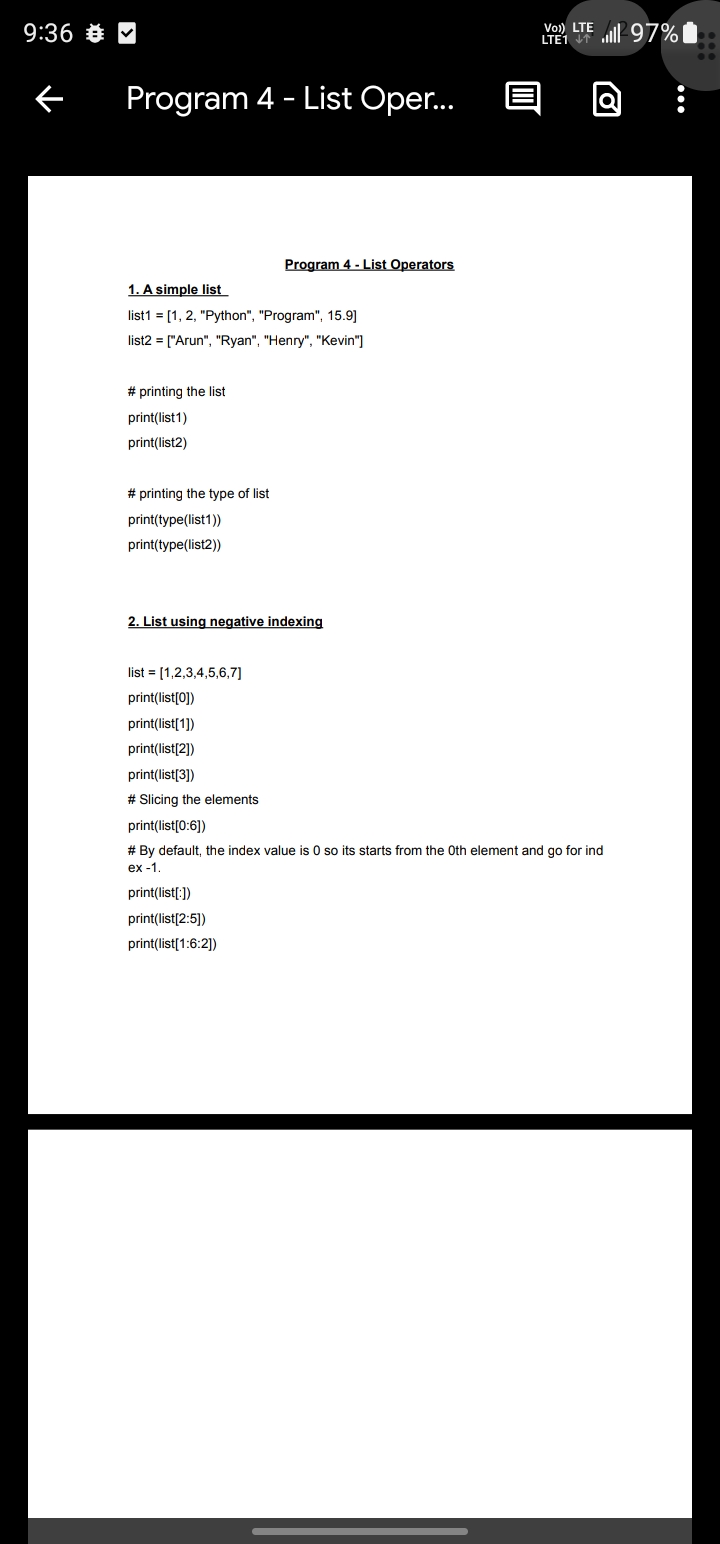 9:36 Vo)) LTE 97%
LTE1
Program 4 - List Oper...
Program 4 - List Operators
1. A simple list
list1 = [1, 2, "Python", "Program", 15.9]
list2 = ["Arun", "Ryan", "Henry", "Kevin"]
# printing the list
print(list1)
print(list2)
# printing the type of list
print(type(list1))
print(type(list2))
2. List using negative indexing
list = [1,2,3,4,5,6,7]
print(list[0])
print(list[1])
print(list[2])
print(list[3])
# Slicing the elements
print(list[0:6])
# By default, the index value is 0 so its starts from the 0th element and go for ind
ex -1.
print(list[:])
print(list[2:5])
print(list[1:6:2])